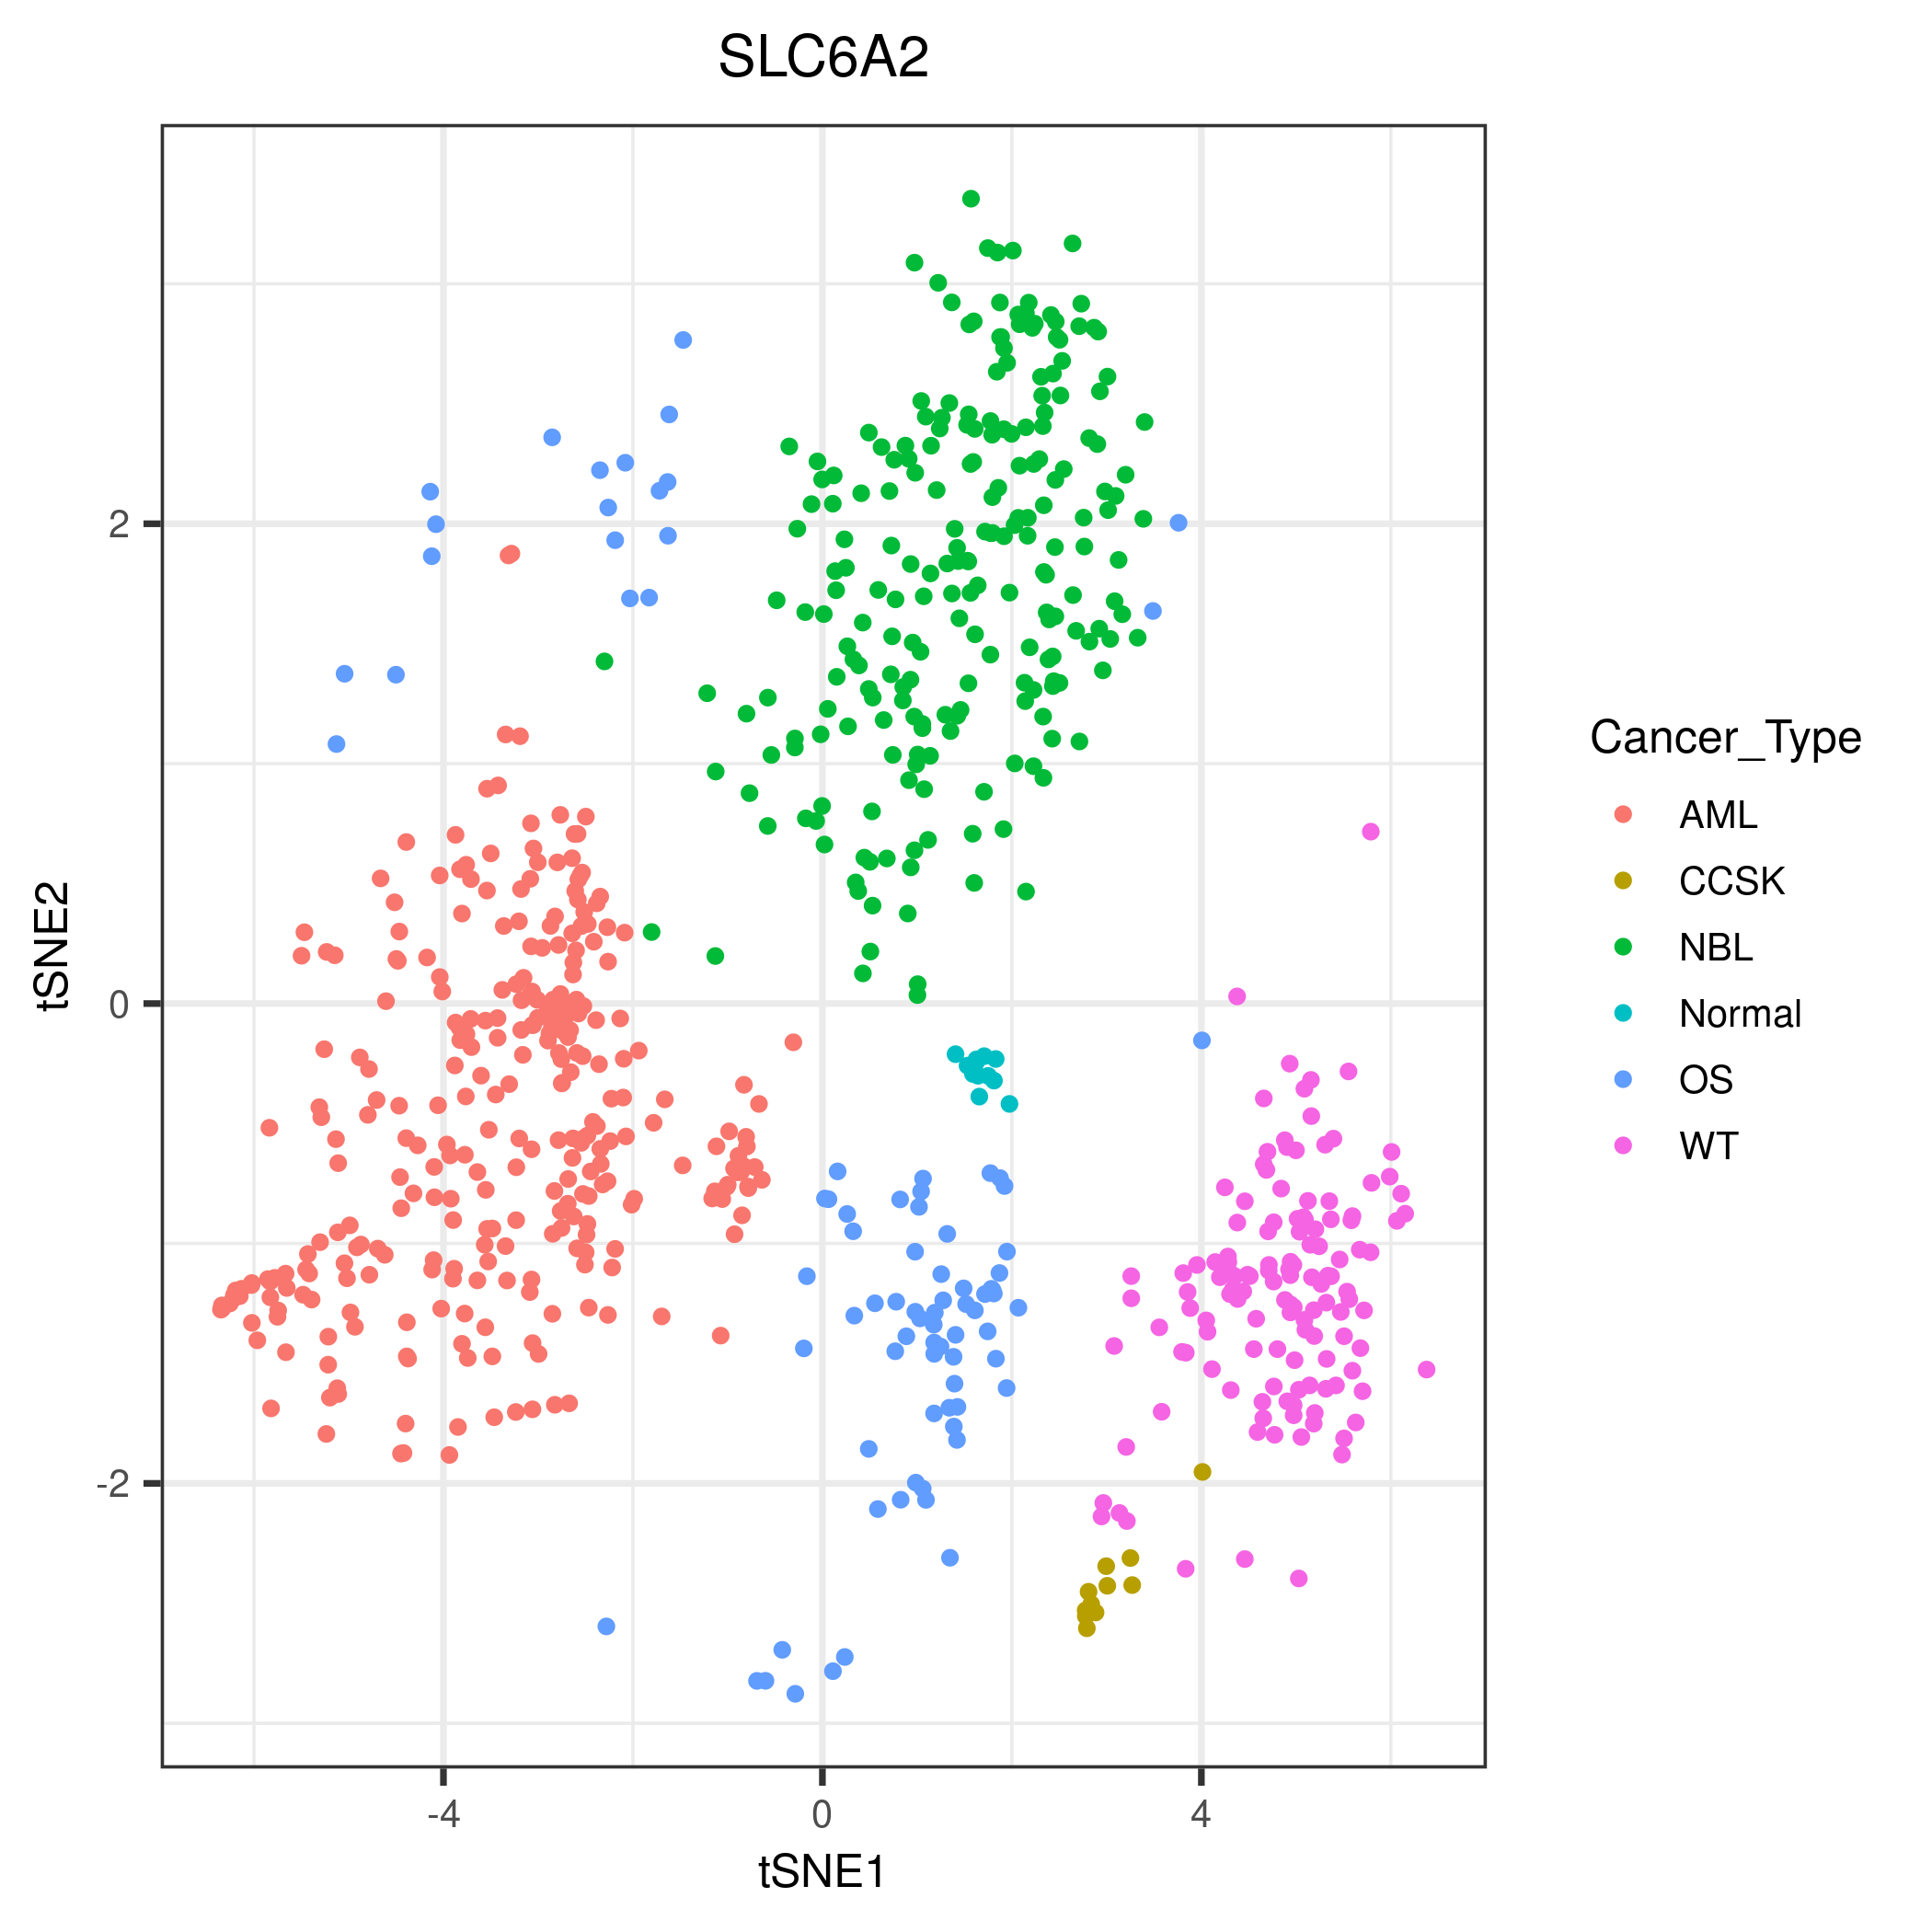 SLC6A2
tSNE2
2
0
-2
-4
0
4
tSNE1
Cancer_Type
AML
CCSK
NBL
Normal
OS
WT